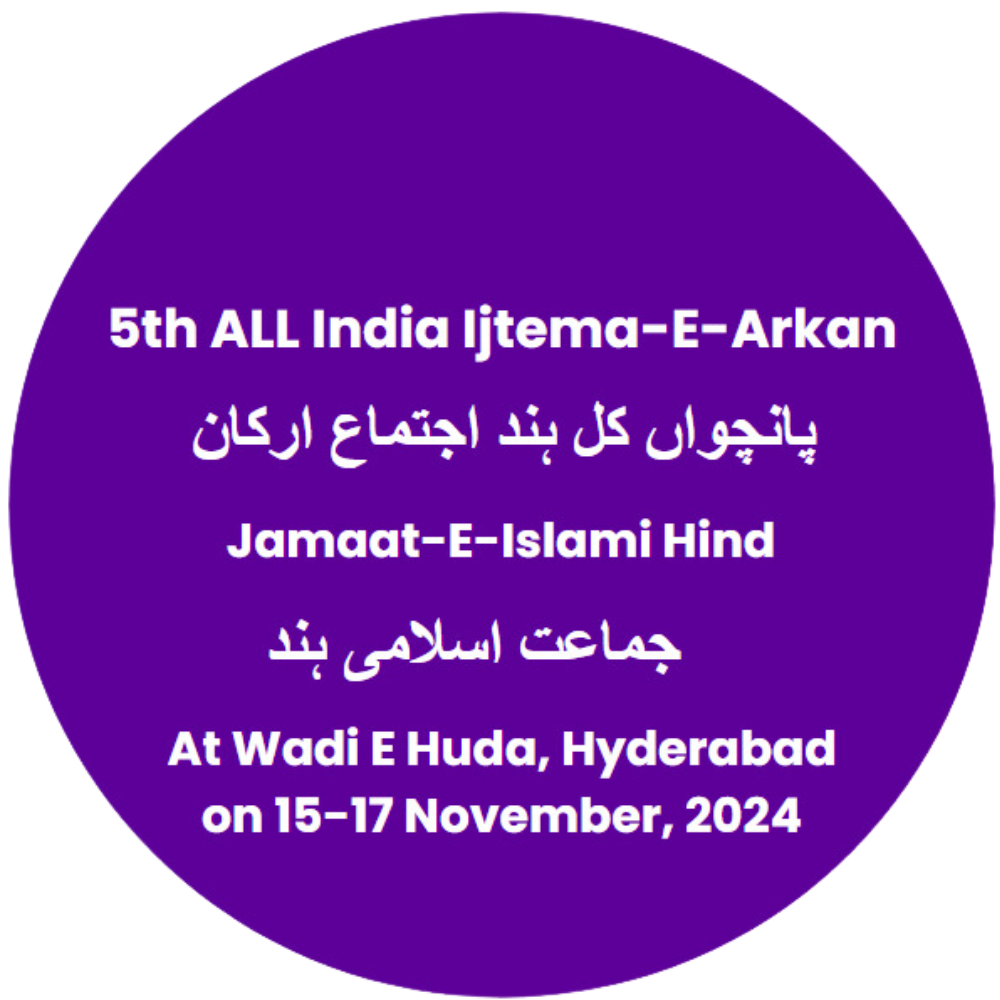 5th ALL India Ijtema-E-Arkan
پانچواں کل ہند اجتماع ارکان
Jamaat-E-Islami Hind
جماعت اسلامی ہند
At Wadi E Huda, Hyderabad
on 15-17 November, 2024